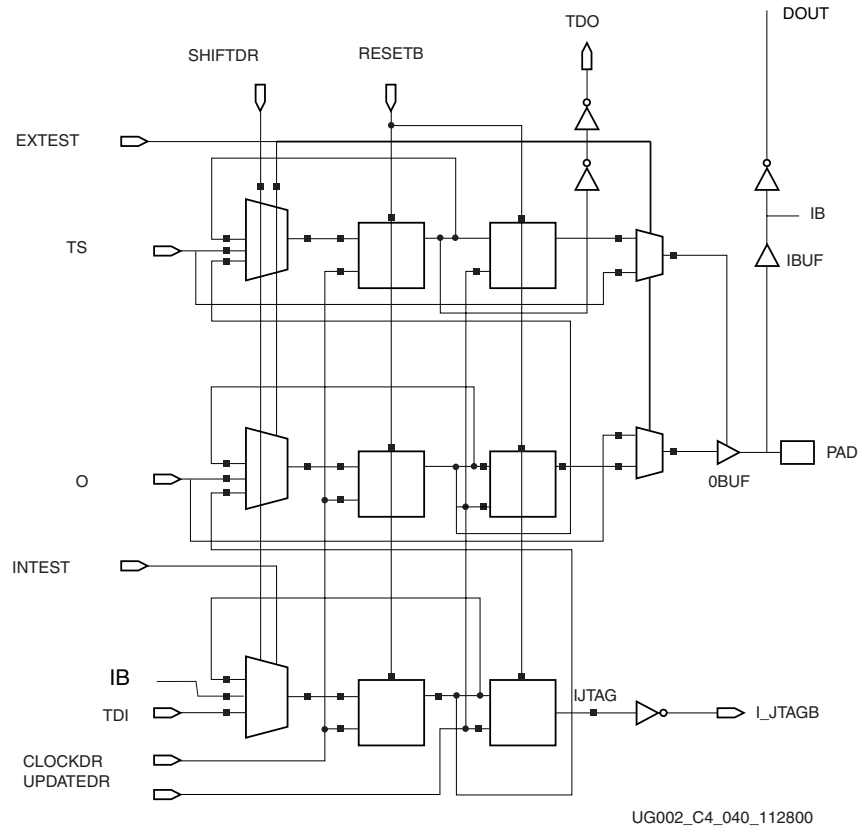 DOUT
TDO
SHIFTDR
RESETB
EXTEST
IB
TS
IBUF
O
PAD
0BUF
INTEST
IB
IJTAG
TDI
I_JTAGB
CLOCKDR
UPDATEDR
UG002_C4_040_112800